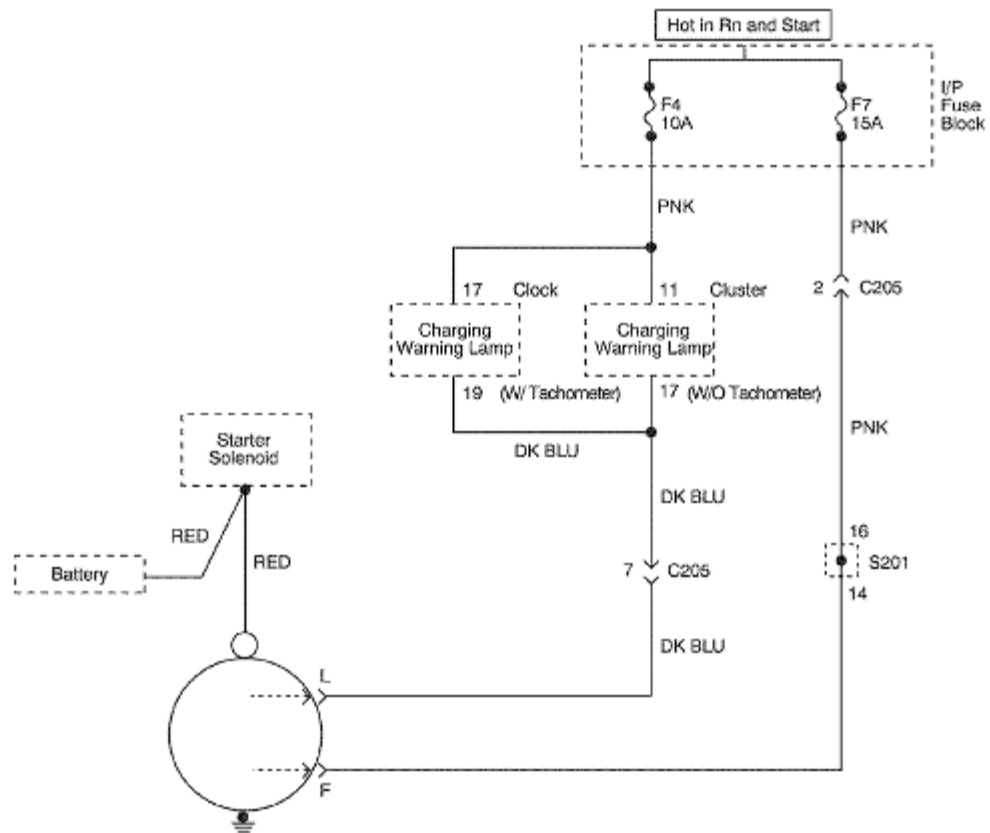 Hot in Rn and Start
F4
10A
F7
15A
I/P
Fuse
Block
PNK
PNK
17 Clock
11 Cluster
2 C205
Charging
Warning Lamp
Charging
Warning Lamp
19 (W/ Tachometer)
17 (W/O Tachometer)
PNK
DK BLU
Starter
Solenoid
DK BLU
RED
16
RED
Battery
7 C205
S201
14
DK BLU
L
F